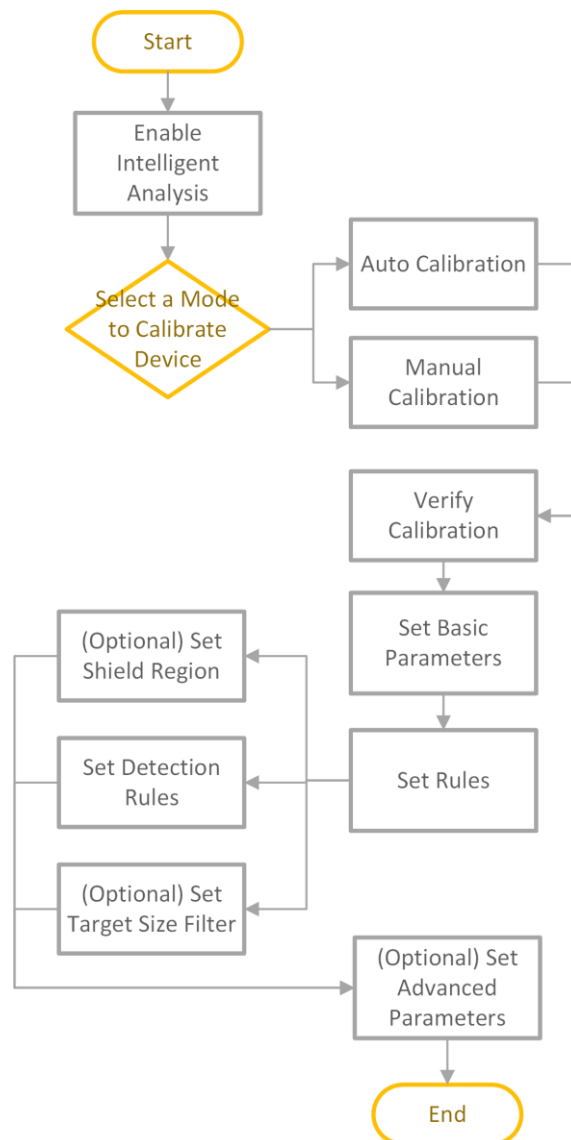 Start
Enable
Intelligent
Analysis
Select a Mode
to Calibrate
Device
Auto Calibration
Manual
Calibration
Verify
Calibration
Set Basic
Parameters
Set Rules
(Optional) Set
Shield Region
Set Detection
Rules
(Optional) Set
Target Size Filter
(Optional) Set
Advanced
Parameters
End